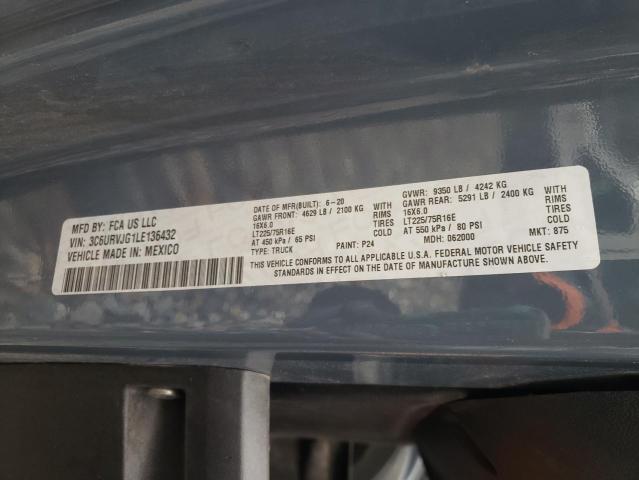 MFD BY: FCA US LLC
VIN: 3C6URVJG1LE136432
VEHICLE MADE IN: MEXICO
DATE OF MFR(BUILT): 6-20
GAWR FRONT: 4629 LB / 2100 KG WITH
16X6.0 RIMS
LT225/75R16E TIRES
AT 450 kPa / 65 PSI COLD
TYPE: TRUCK PAINT: P24
GVWR: 9350 LB / 4242 KG
GAWR REAR: 5291 LB / 2400 KG WITH
16X6.0 RIMS
LT225/75R16E TIRES
AT 550 kPa / 80 PSI COLD
MDH: 062000 MKT: 875
THIS VEHICLE CONFORMS TO ALL APPLICABLE U.S.A. FEDERAL MOTOR VEHICLE SAFETY
STANDARDS IN EFFECT ON THE DATE OF MANUFACTURE SHOWN ABOVE.